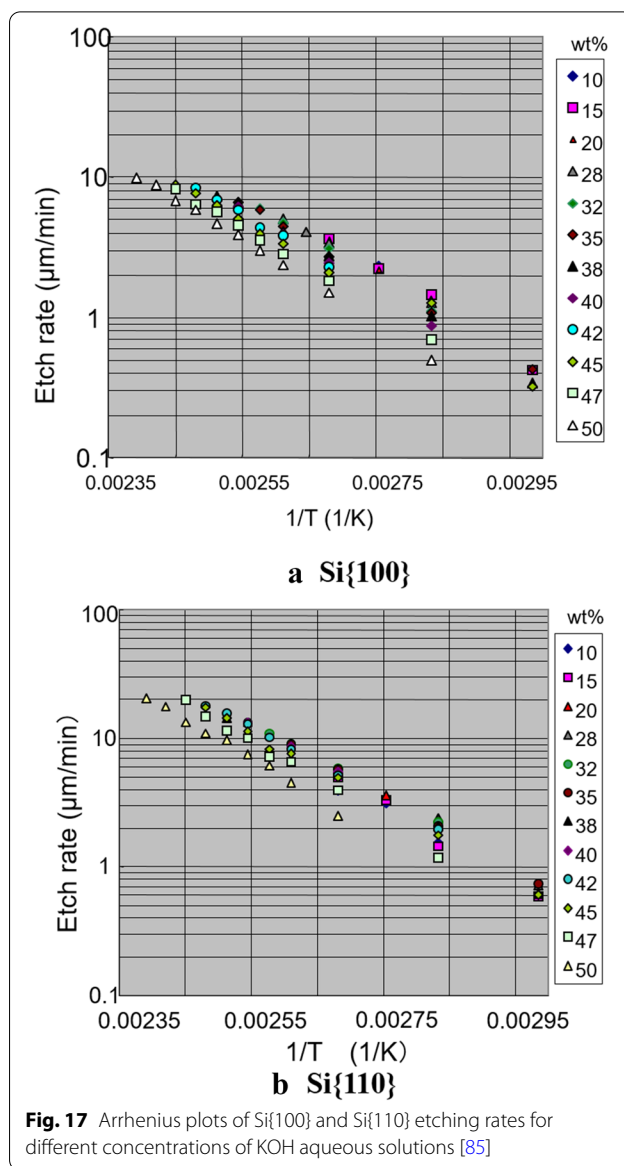 100
10
1
0.1
Etch rate (μm/min)
0.00235 0.00255 0.00275 0.00295
1/T (1/K)
wt%
10
15
20
28
32
35
38
40
42
45
47
50
a Si{100}
100
10
1
0.1
Etch rate (μm/min)
0.00235 0.00255 0.00275 0.00295
1/T (1/K)
wt%
10
15
20
28
32
35
38
40
42
45
47
50
b Si{110}
Fig. 17 Arrhenius plots of Si{100} and Si{110} etching rates for
different concentrations of KOH aqueous solutions [85]